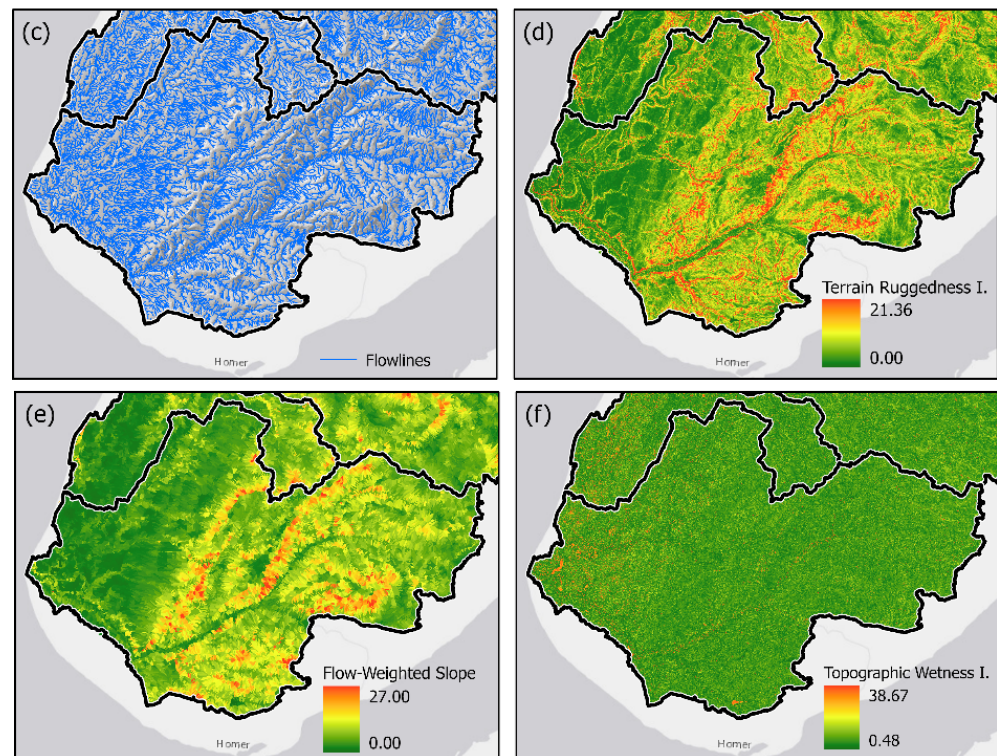 (c)
Homer
Flowlines
(d)
Terrain Ruggedness I.
21.36
0.00
(e)
Flow-Weighted Slope
27.00
0.00
Homer
(f)
Topographic Wetness I.
38.67
0.48
Homer